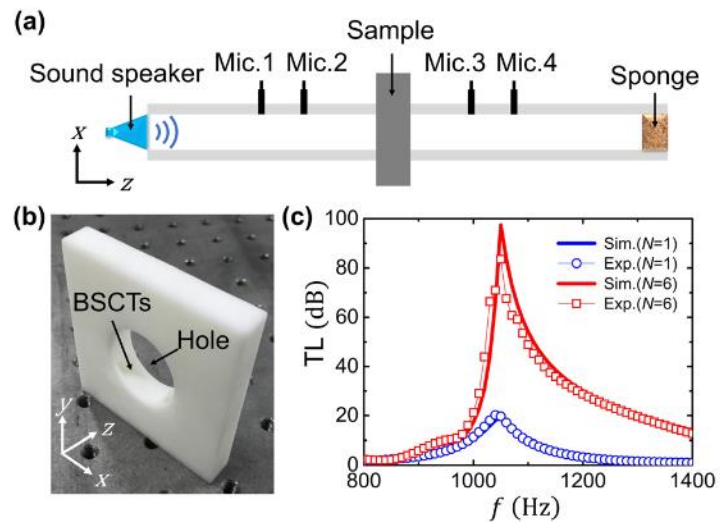 (a)
Sample
Sound speaker
Mic.1
Mic.2
Mic.3
Mic.4
Sponge
x
z
(b)
BSCTs
Hole
y
z
x
(c)
100
80
60
40
20
0
TL (dB)
Sim.(N=1)
Exp.(N=1)
Sim.(N=6)
Exp.(N=6)
800
1000
1200
1400
f (Hz)